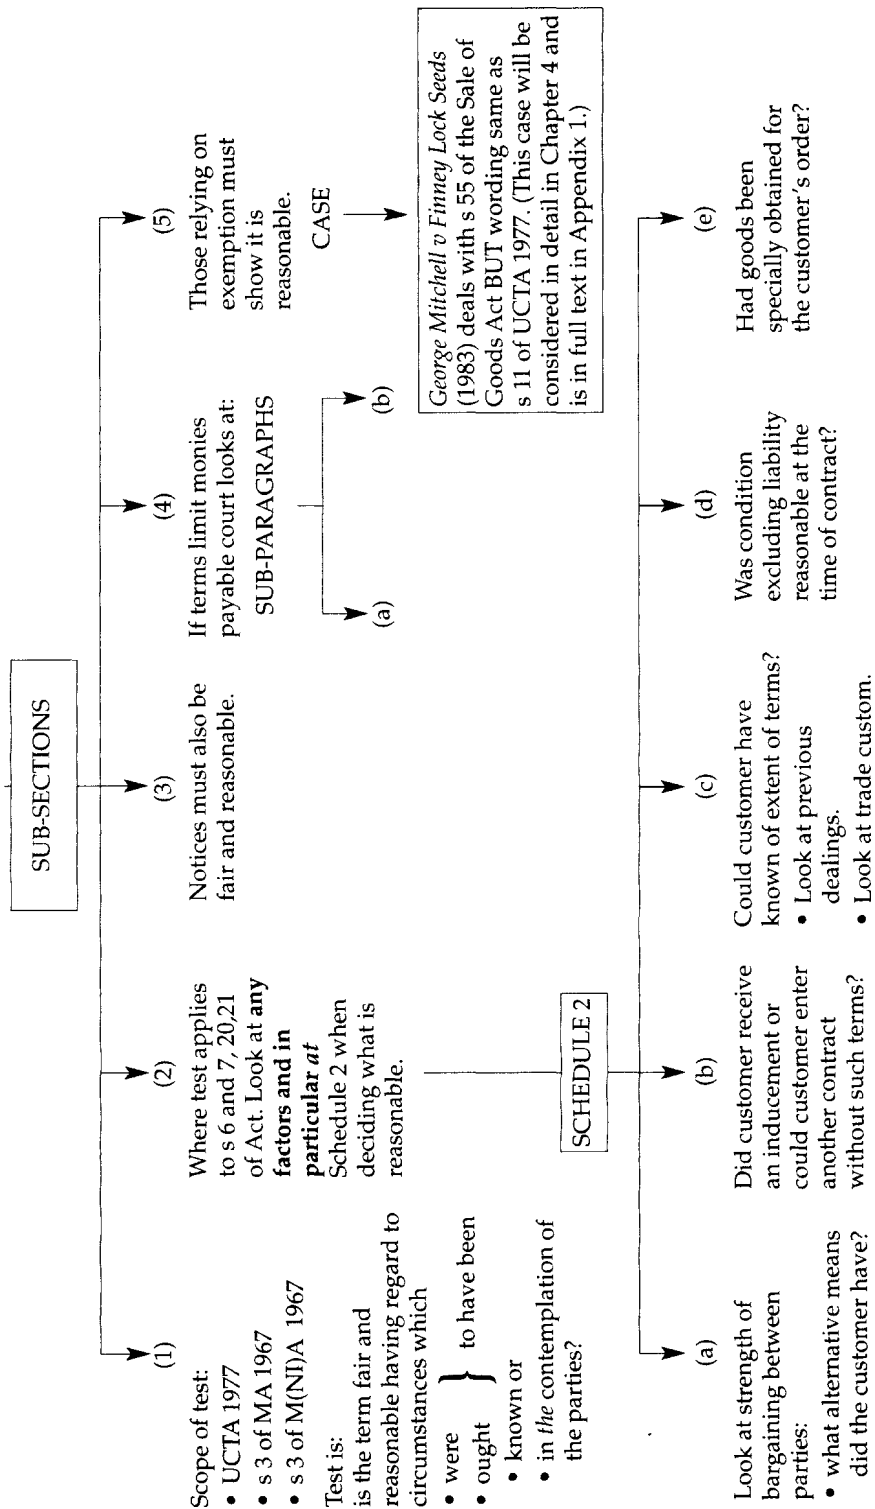 SUB-SECTIONS
(1)
Scope of test:
• UCTA 1977
• s 3 of MA 1967
• s 3 of M(NI)A 1967
Test is:
is the term fair and
reasonable having regard to
circumstances which
• were
• ought
} to have been
• known or
• in the contemplation of
the parties?
(2)
Where test applies
to s 6 and 7, 20,21
of Act. Look at any
factors and in
particular at
Schedule 2 when
deciding what is
reasonable.
(3)
Notices must also be
fair and reasonable.
(4)
If terms limit monies
payable court looks at:
SUB-PARAGRAPHS
(a)
(b)
(5)
Those relying on
exemption must
show it is
reasonable.
CASE
George Mitchell v Finney Lock Seeds
(1983) deals with s 55 of the Sale of
Goods Act BUT wording same as
s 11 of UCTA 1977. (This case will be
considered in detail in Chapter 4 and
is in full text in Appendix 1.)
SCHEDULE 2
(a)
Look at strength of
bargaining between
parties:
• what alternative means
did the customer have?
(b)
Did customer receive
an inducement or
could customer enter
another contract
without such terms?
(c)
Could customer have
known of extent of terms?
• Look at previous
dealings.
• Look at trade custom.
(d)
Was condition
excluding liability
reasonable at the
time of contract?
(e)
Had goods been
specially obtained for
the customer's order?